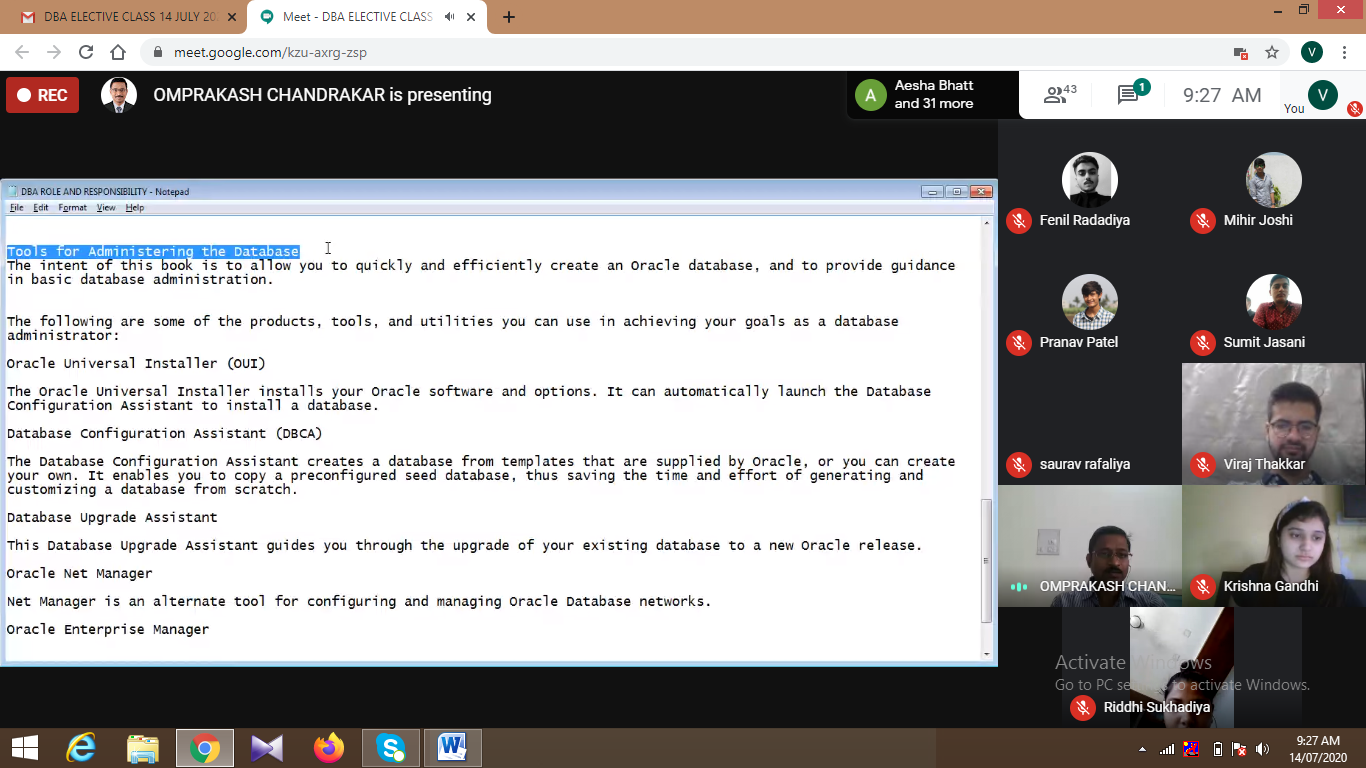 DBA ELECTIVE CLASS 14 JULY 20
Meet - DBA ELECTIVE CLASS
meet.google.com/kzu-axrg-zsp
V
REC
OMPRAKASH CHANDRAKAR is presenting
A
Aesha Bhatt
and 31 more
43
1
9:27 AM
You
V
DBA ROLE AND RESPONSIBILITY - Notepad
File Edit Format View Help
Tools for Administering the Database
The intent of this book is to allow you to quickly and efficiently create an Oracle database, and to provide guidance
in basic database administration.
The following are some of the products, tools, and utilities you can use in achieving your goals as a database
administrator:
Oracle Universal Installer (OUI)
The Oracle Universal Installer installs your Oracle software and options. It can automatically launch the Database
Configuration Assistant to install a database.
Database Configuration Assistant (DBCA)
The Database Configuration Assistant creates a database from templates that are supplied by Oracle, or you can create
your own. It enables you to copy a preconfigured seed database, thus saving the time and effort of generating and
customizing a database from scratch.
Database Upgrade Assistant
This Database Upgrade Assistant guides you through the upgrade of your existing database to a new Oracle release.
Oracle Net Manager
Net Manager is an alternate tool for configuring and managing Oracle Database networks.
Oracle Enterprise Manager
Fenil Radadiya
Mihir Joshi
Pranav Patel
Sumit Jasani
saurav rafaliya
Viraj Thakkar
OMPRAKASH CHAN...
Krishna Gandhi
Activate Windows
Go to PC settings to activate Windows.
Riddhi Sukhadiya
9:27 AM
14/07/2020